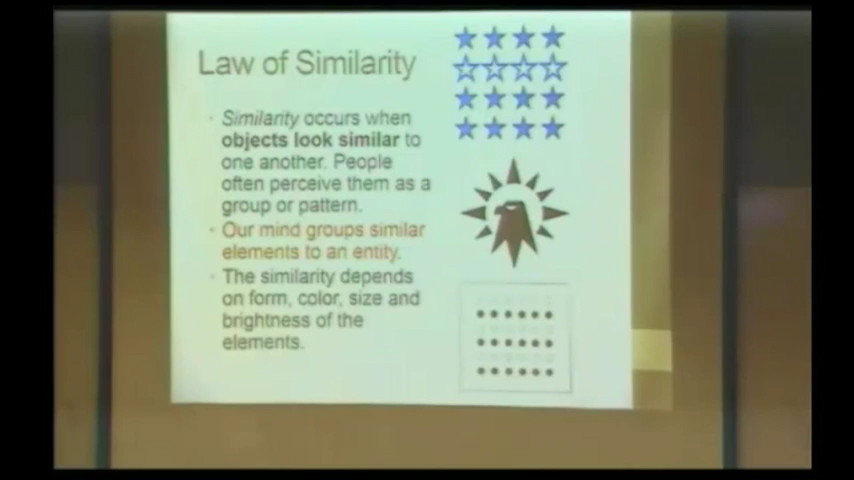 Law of Similarity
Similarity occurs when
objects look similar to
one another. People
often perceive them as a
group or pattern.
Our mind groups similar
elements to an entity.
The similarity depends
on form, color, size and
brightness of the
elements.